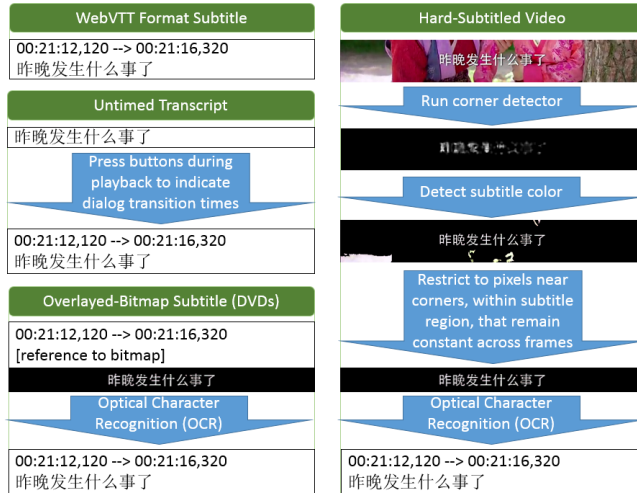 WebVTT Format Subtitle
00:21:12,120 --> 00:21:16,320
昨晚发生什么事了
Untimed Transcript
昨晚发生什么事了
Press buttons during
playback to indicate
dialog transition times
00:21:12,120 --> 00:21:16,320
昨晚发生什么事了
Overlayed-Bitmap Subtitle (DVDs)
00:21:12,120 --> 00:21:16,320
[reference to bitmap]
昨晚发生什么事了
Optical Character
Recognition (OCR)
00:21:12,120 --> 00:21:16,320
昨晚发生什么事了
Hard-Subtitled Video
昨晚发生什么事了
Run corner detector
Detect subtitle color
昨晚发生什么事了
Restrict to pixels near
corners, within subtitle
region, that remain
constant across frames
昨晚发生什么事了
Optical Character
Recognition (OCR)
00:21:12,120 --> 00:21:16,320
昨晚发生什么事了